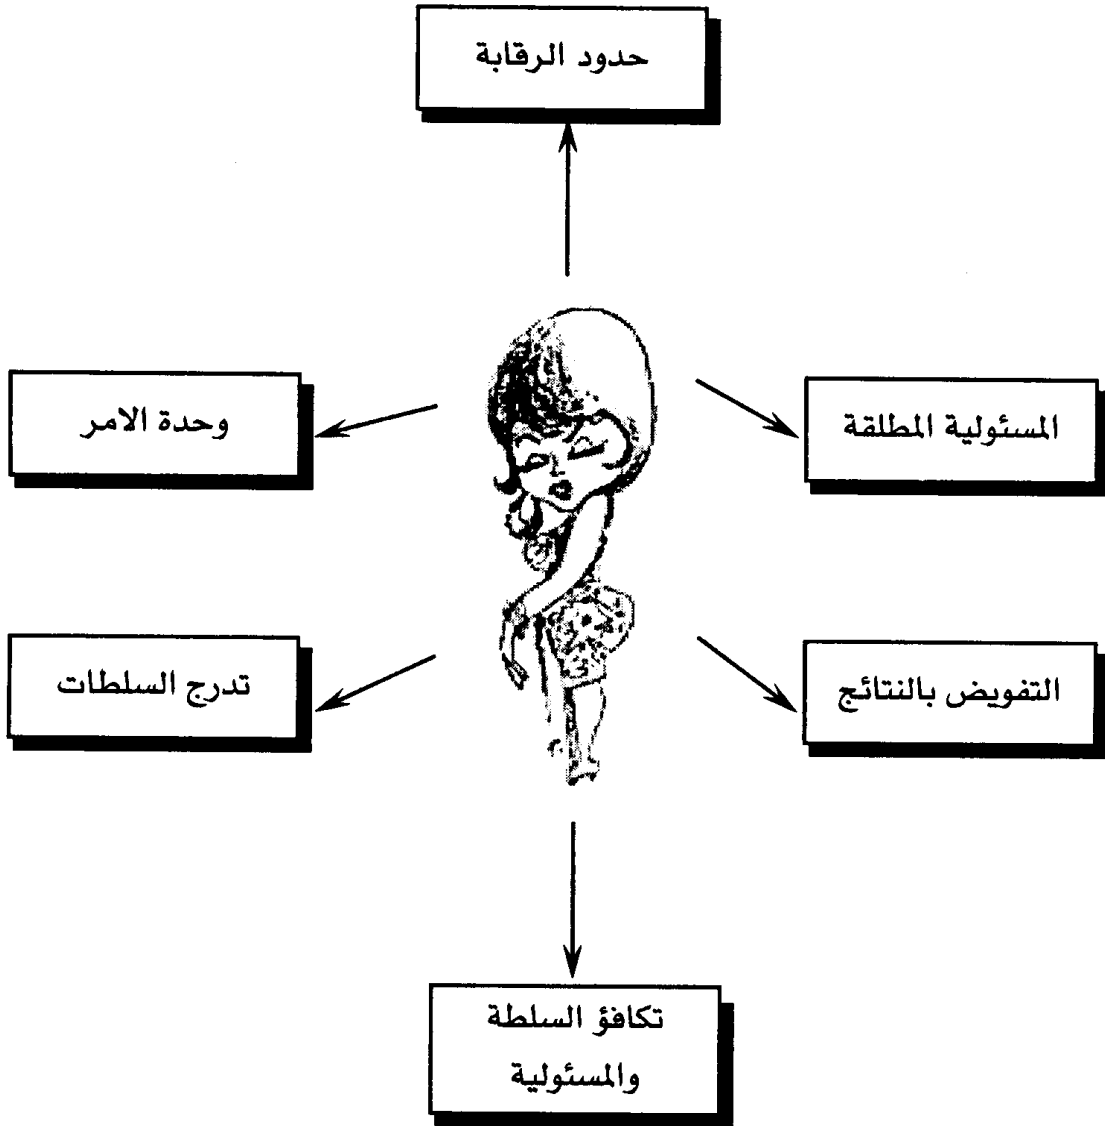 حدود الرقابة
المسئولية المطلقة
وحدة الامر
التفويض بالنتائج
تدرج السلطات
تكافؤ السلطة
والمسئولية